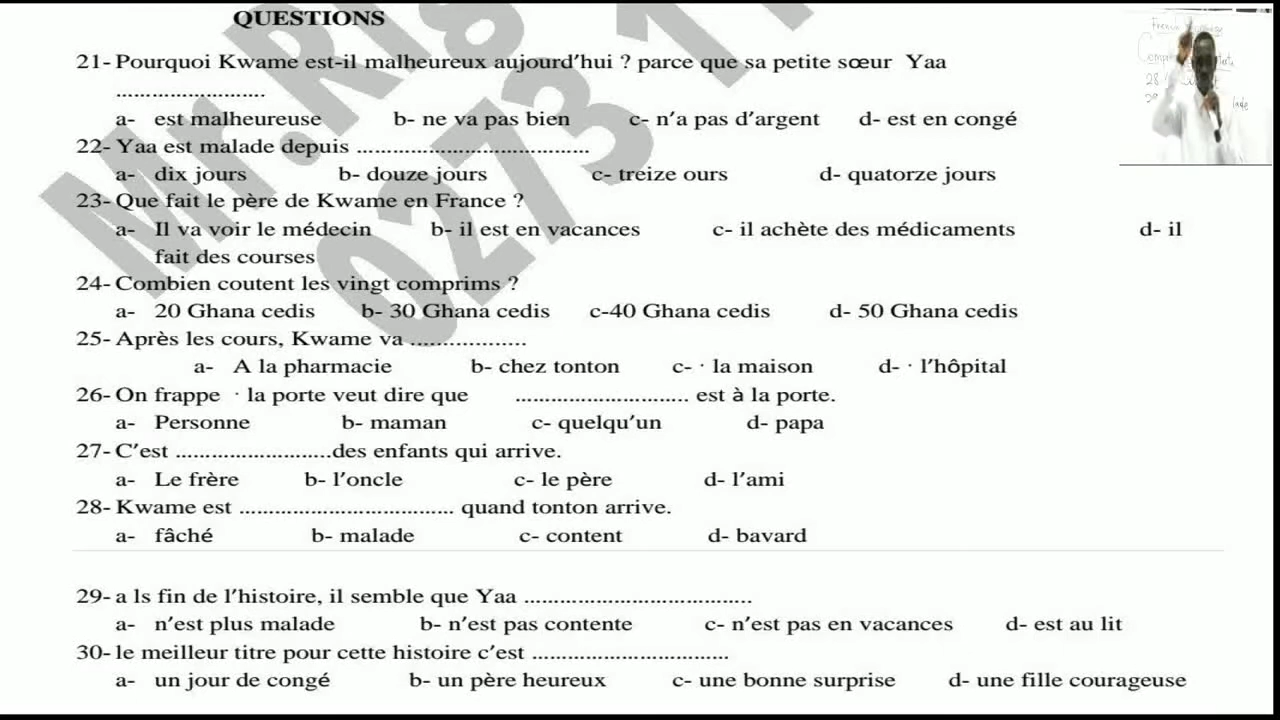 QUESTIONS
21- Pourquoi Kwame est-il malheureux aujourd’hui ? parce que sa petite sœur Yaa
.........................
a- est malheureuse b- ne va pas bien c- n’a pas d’argent d- est en congé
22- Yaa est malade depuis ........................................
a- dix jours b- douze jours c- treize ours d- quatorze jours
23- Que fait le père de Kwame en France ?
a- Il va voir le médecin b- il est en vacances c- il achète des médicaments d- il
fait des courses
24- Combien coutent les vingt comprims ?
a- 20 Ghana cedis b- 30 Ghana cedis c-40 Ghana cedis d- 50 Ghana cedis
25- Après les cours, Kwame va ...................
a- A la pharmacie b- chez tonton c- · la maison d- · l’hôpital
26- On frappe · la porte veut dire que ............................. est à la porte.
a- Personne b- maman c- quelqu’un d- papa
27- C’est ..........................des enfants qui arrive.
a- Le frère b- l’oncle c- le père d- l’ami
28- Kwame est .................................... quand tonton arrive.
a- fâché b- malade c- content d- bavard
29- a ls fin de l’histoire, il semble que Yaa ......................................
a- n’est plus malade b- n’est pas contente c- n’est pas en vacances d- est au lit
30- le meilleur titre pour cette histoire c’est .................................
a- un jour de congé b- un père heureux c- une bonne surprise d- une fille courageuse
Mr.
0273
28